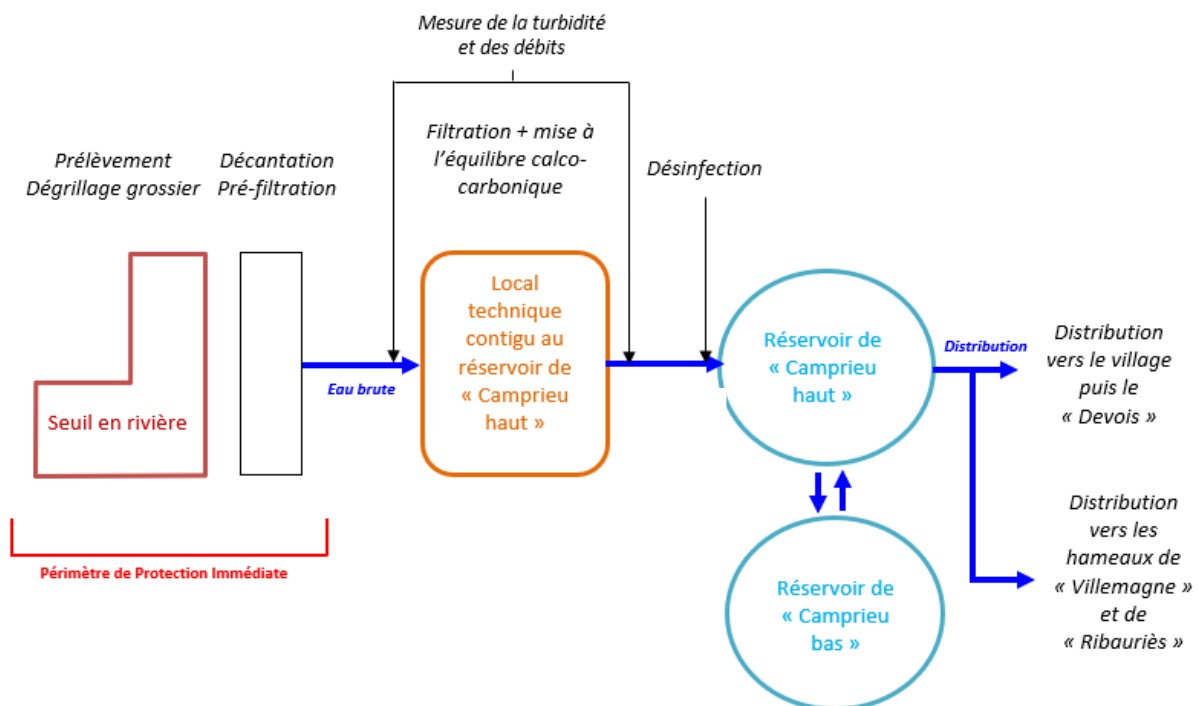 Mesure de la turbidité
et des débits
Prélèvement
Dégrillage grossier
Décantation
Pré-filtration
Filtration + mise à
l'équilibre calco-
carbonique
Désinfection
Seuil en rivière
Eau brute
Local
technique
contigu au
réservoir de
« Camprieu
haut »
Réservoir de
« Camprieu
haut »
Distribution
Distribution
vers le village
puis le
« Devois »
Réservoir de
« Camprieu
bas »
Distribution
vers les
hameaux de
« Villemagne »
et de
« Ribauriès »
Périmètre de Protection Immédiate